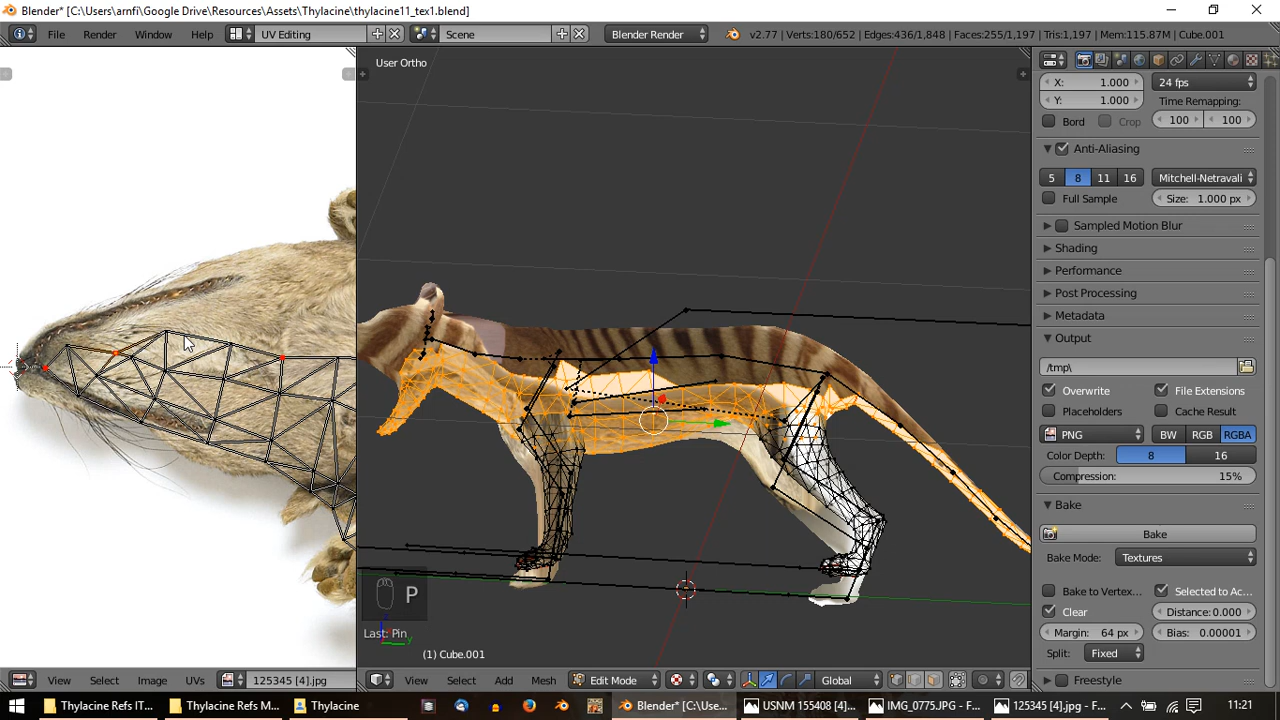 Blender* [C:\Users\arnfi\Google Drive\Resources\Assets\Thylacine\thylacine11_tex1.blend]
File Render Window Help UV Editing Scene Blender Render v2.77 | Verts:180/652 | Edges:436/1,848 | Faces:255/1,197 | Tris:1,197 | Mem:115.87M | Cube.001
User Ortho
X: 1.000 24 fps
Y: 1.000 Time Remapping:
Bord Crop 100 100
Anti-Aliasing
5 8 11 16 Mitchell-Netravali
Full Sample Size: 1.000 px
Sampled Motion Blur
Shading
Performance
Post Processing
Metadata
Output
/tmp\
Overwrite File Extensions
Placeholders Cache Result
PNG BW RGB RGBA
Color Depth: 8 16
Compression: 15%
Bake
Bake
Bake Mode: Textures
Bake to Vertex... Selected to Ac...
Clear Distance: 0.000
Margin: 64 px Bias: 0.00001
Split: Fixed
Freestyle
P
Last: Pin
y
(1) Cube.001
View Select Image UVs 125345 [4].jpg
View Select Add Mesh Edit Mode Global
Thylacine Refs IT... Thylacine Refs M... Thylacine Blender* [C:\Use... USNM 155408 [4]... IMG_0775.JPG - F... 125345 [4].jpg - F... 11:21